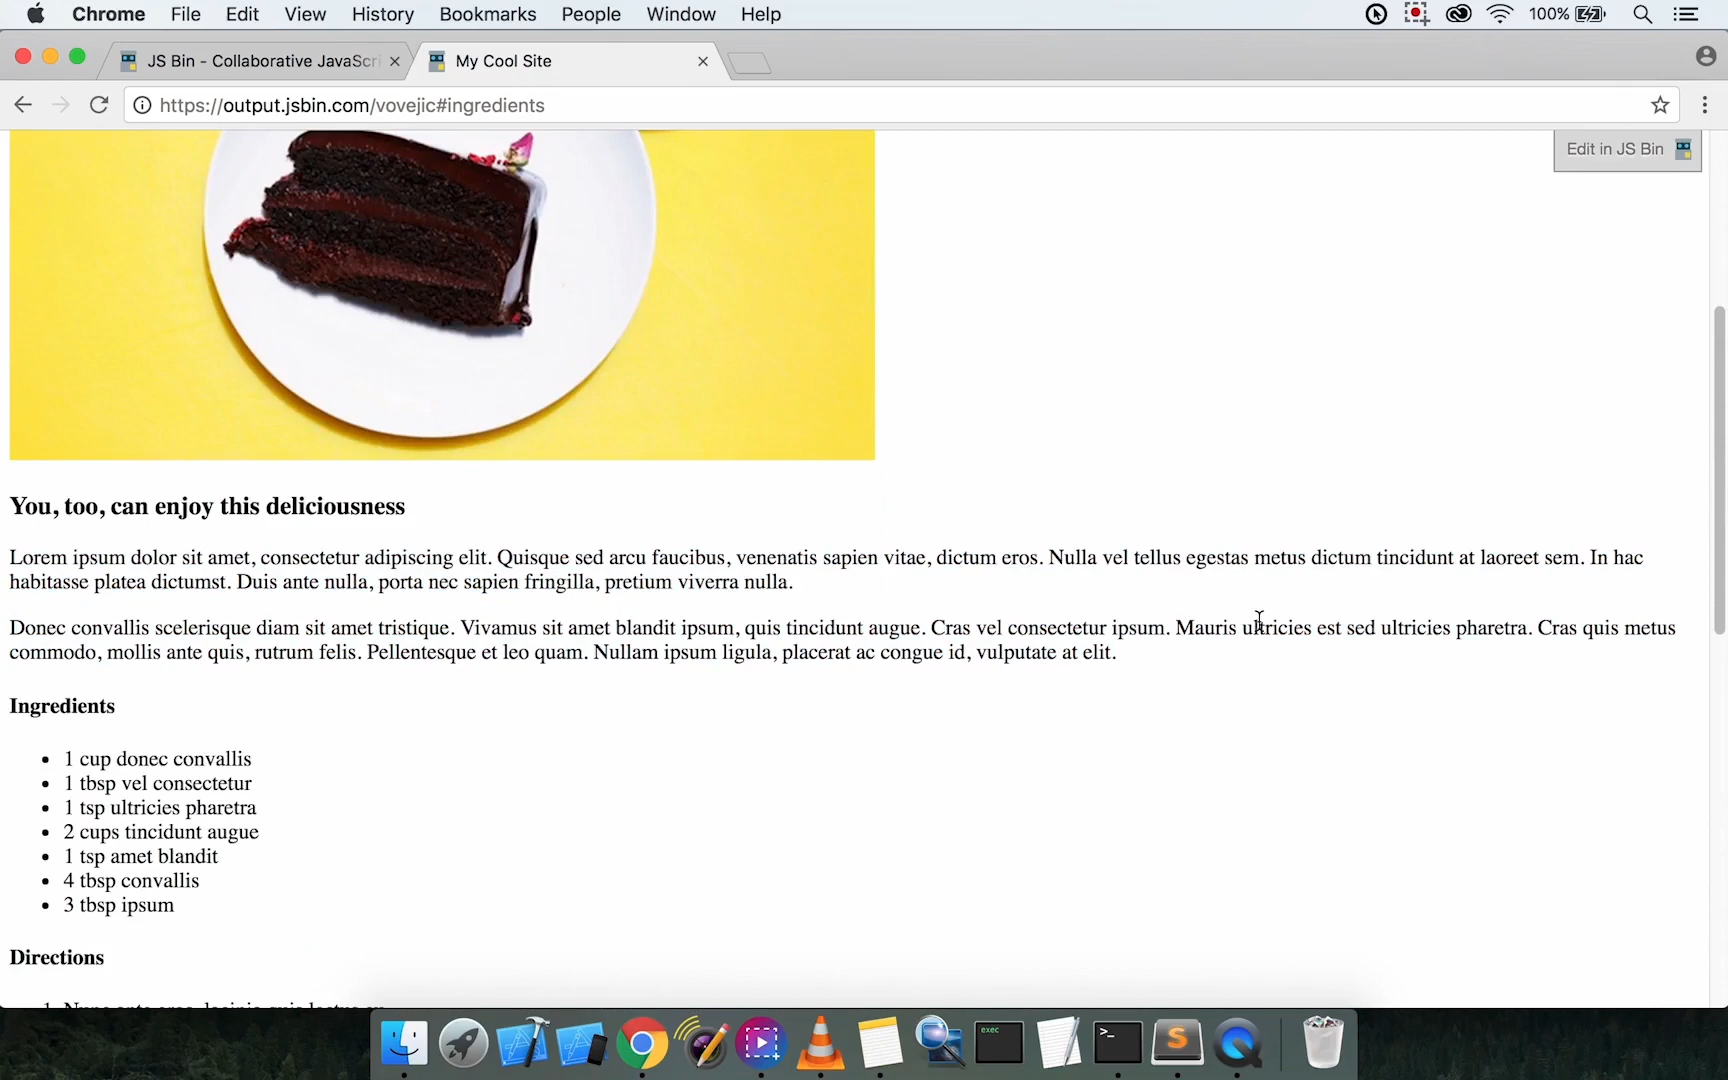 Chrome File Edit View History Bookmarks People Window Help 100%
JS Bin - Collaborative JavaScri
My Cool Site
https://output.jsbin.com/vovejic#ingredients
Edit in JS Bin
You, too, can enjoy this deliciousness
Lorem ipsum dolor sit amet, consectetur adipiscing elit. Quisque sed arcu faucibus, venenatis sapien vitae, dictum eros. Nulla vel tellus egestas metus dictum tincidunt at laoreet sem. In hac
habitasse platea dictumst. Duis ante nulla, porta nec sapien fringilla, pretium viverra nulla.
Donec convallis scelerisque diam sit amet tristique. Vivamus sit amet blandit ipsum, quis tincidunt augue. Cras vel consectetur ipsum. Mauris ultricies est sed ultricies pharetra. Cras quis metus
commodo, mollis ante quis, rutrum felis. Pellentesque et leo quam. Nullam ipsum ligula, placerat ac congue id, vulputate at elit.
Ingredients
• 1 cup donec convallis
• 1 tbsp vel consectetur
• 1 tsp ultricies pharetra
• 2 cups tincidunt augue
• 1 tsp amet blandit
• 4 tbsp convallis
• 3 tbsp ipsum
Directions
exec